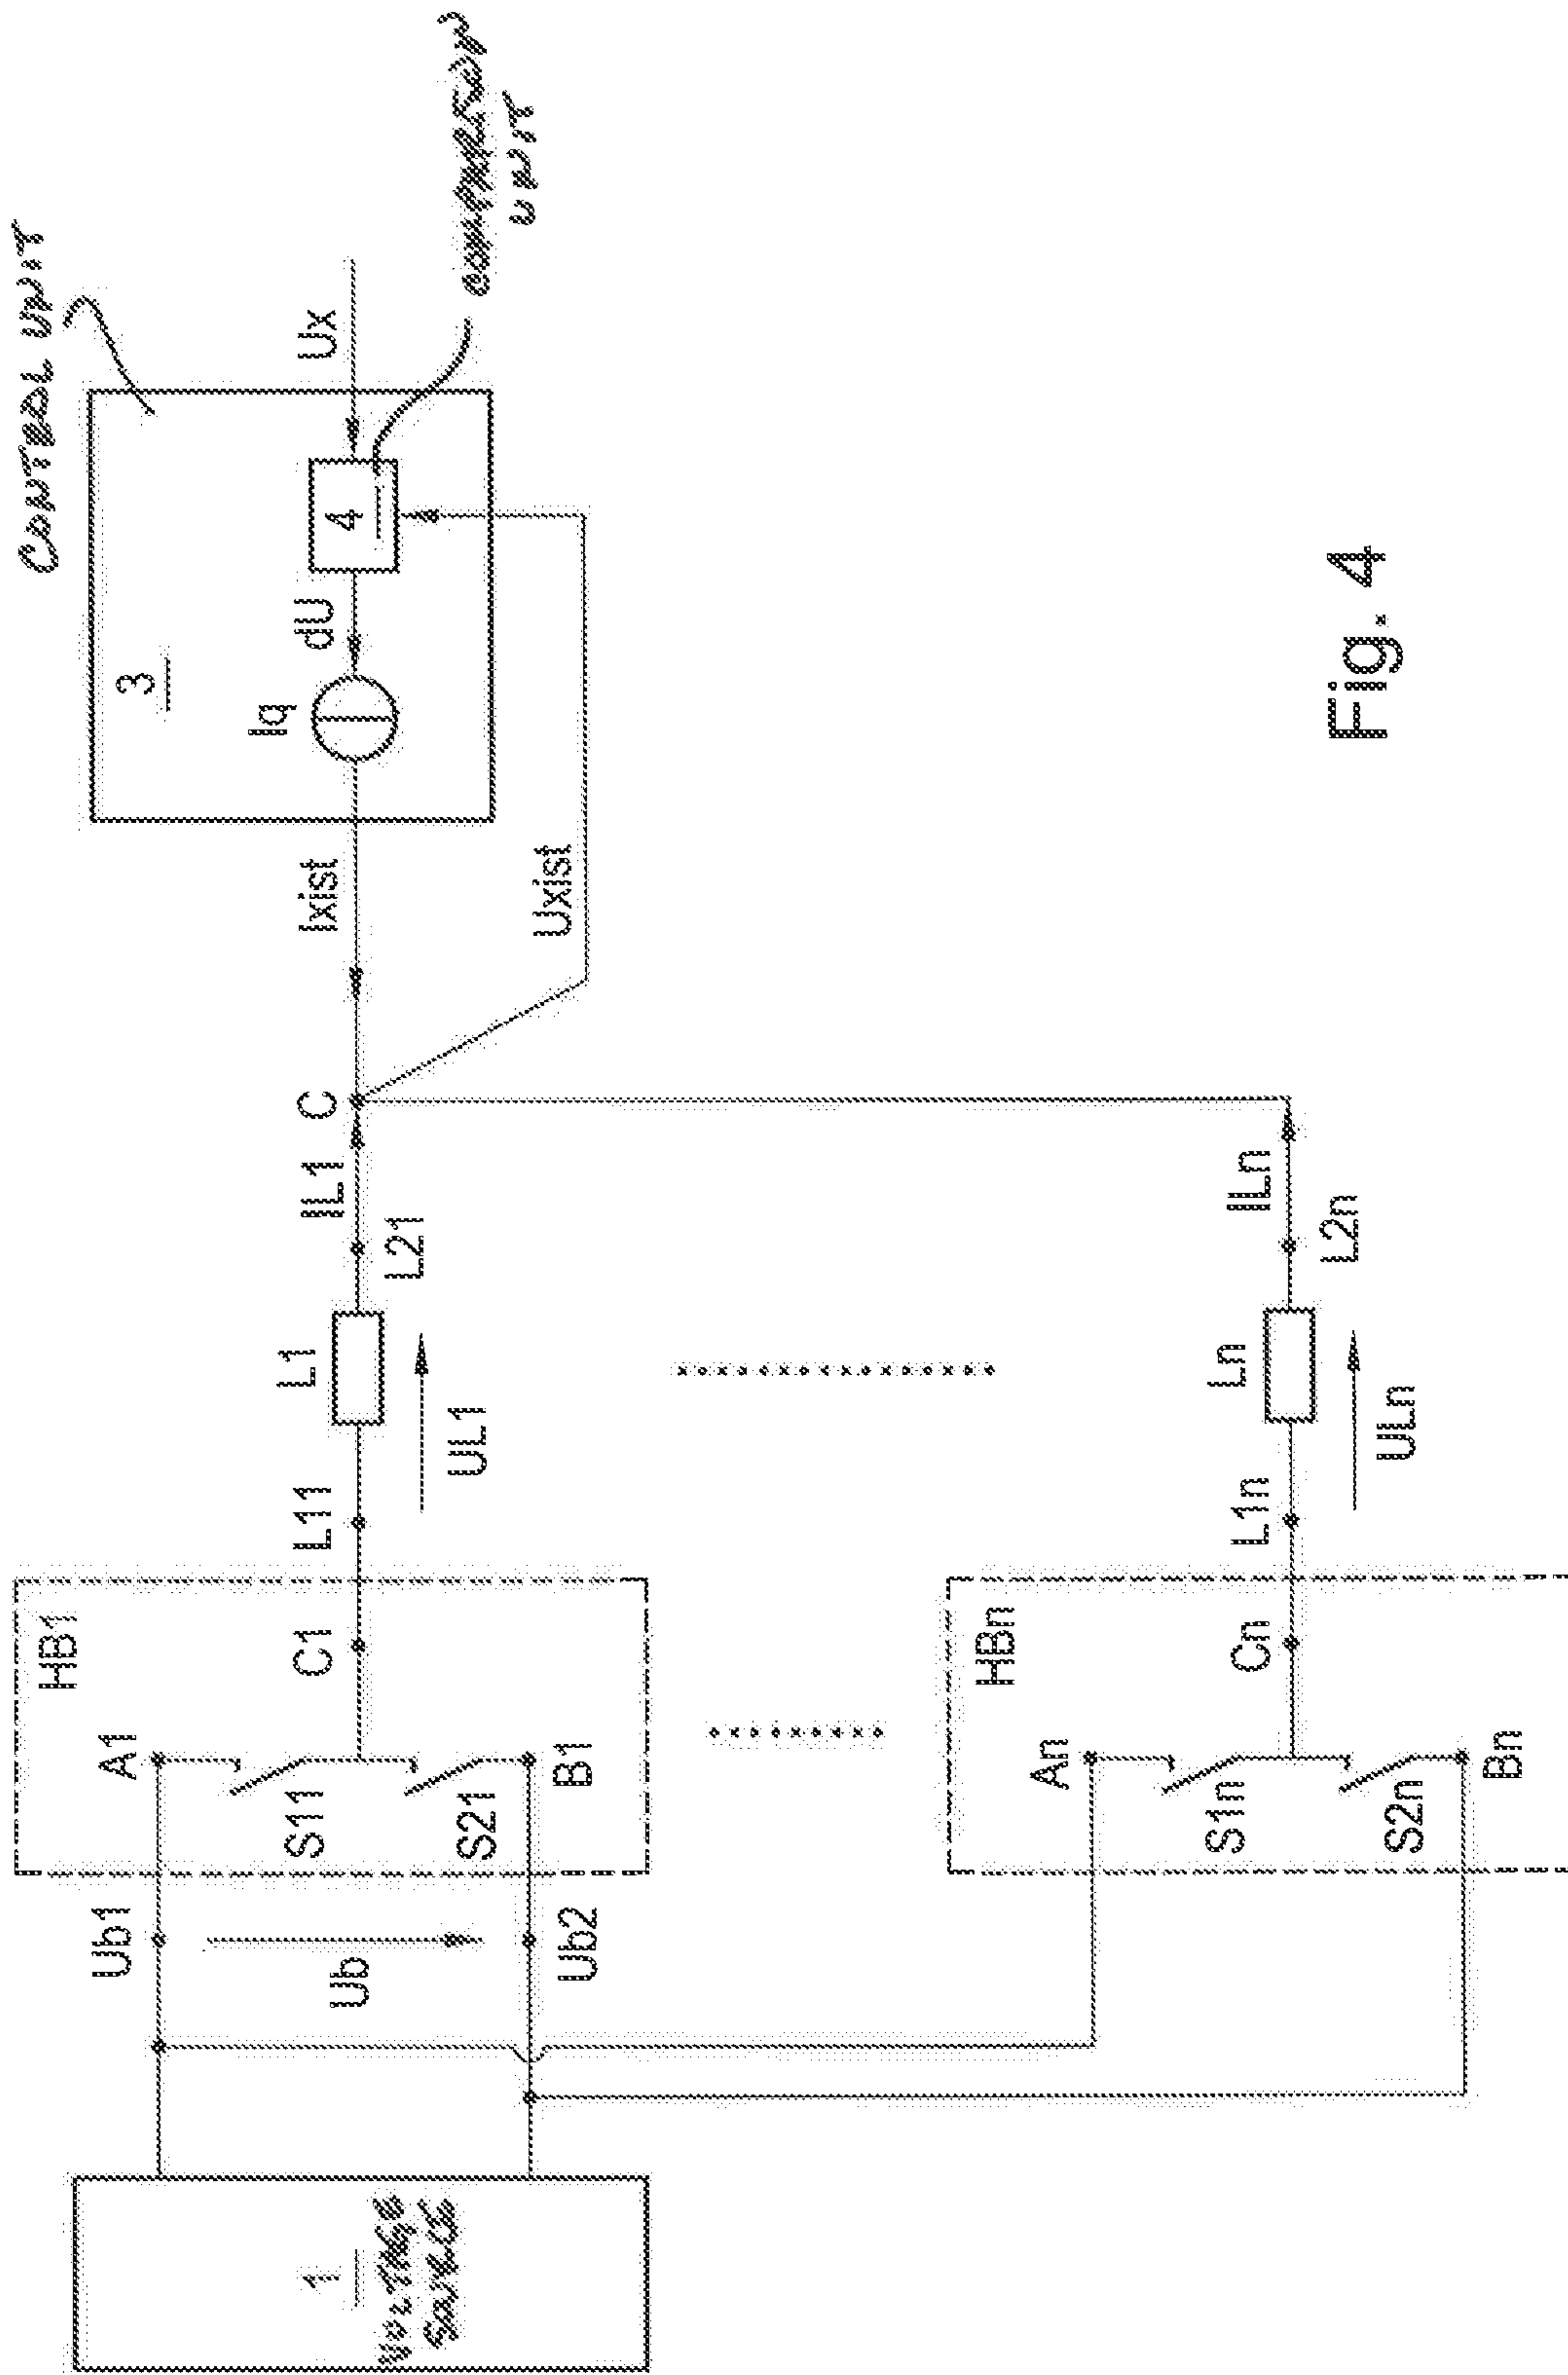 CONTROL UNIT
3
Iq
dU
4
Ux
COMPARISON
UNIT
Ixist
Uxist
C
IL1
L21
L1
UL1
L11
HB1
C1
A1
S11
S21
B1
Ub1
Ub
Ub2
1
VOLTAGE
SOURCE
ILn
L2n
Ln
ULn
L1n
HBn
Cn
An
S1n
S2n
Bn
Fig. 4